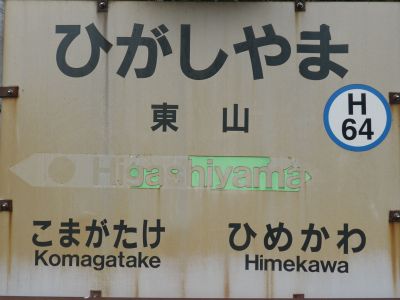 ひがしやま
東山
H
64
Higashiyama
こまがたけ ひめかわ
Komagatake Himekawa